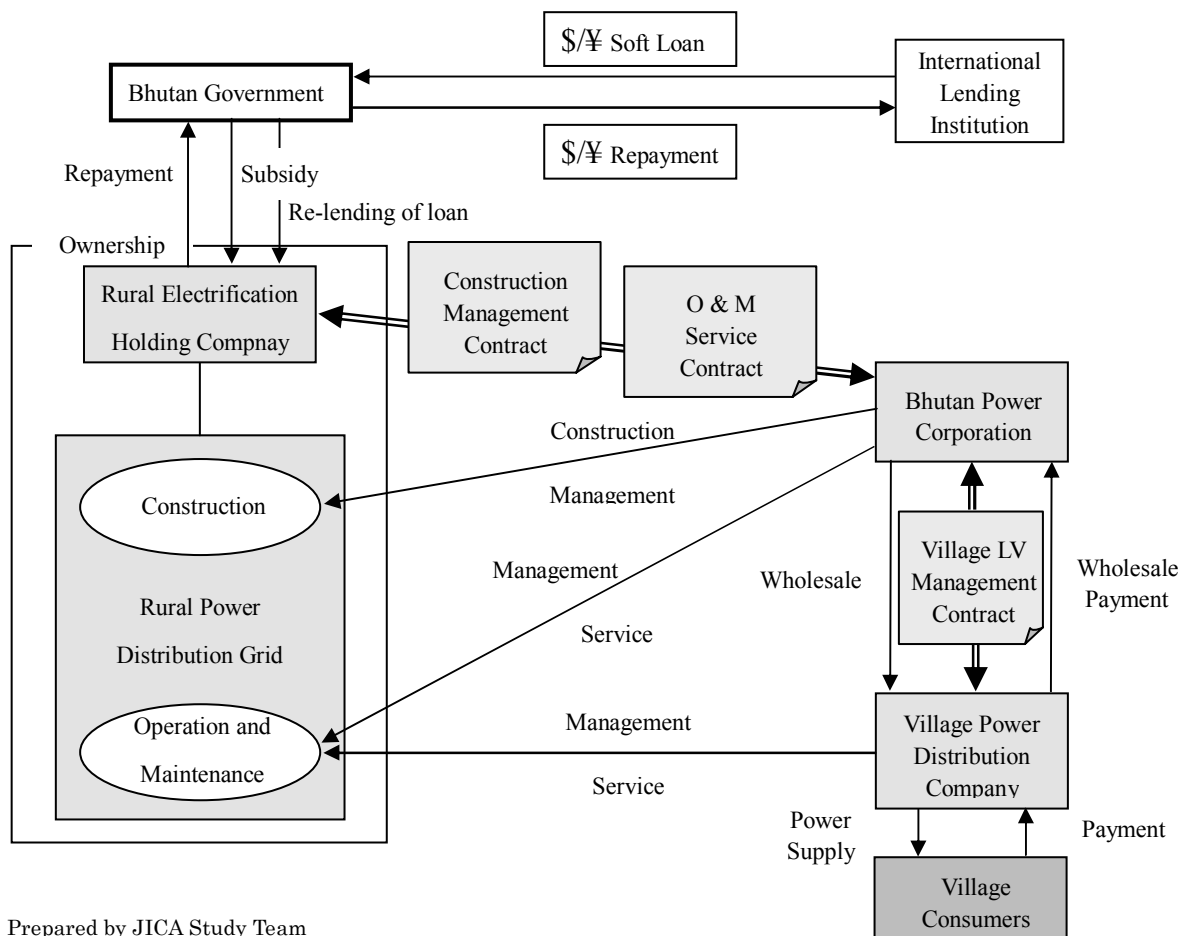 $/¥ Soft Loan
International
Lending
Institution
Bhutan Government
$/¥ Repayment
Repayment
Subsidy
Re-lending of loan
Ownership
Rural Electrification
Holding Compnay
Construction
Management
Contract
O & M
Service
Contract
Bhutan Power
Corporation
Construction
Management
Construction
Management
Service
Wholesale
Village LV
Management
Contract
Wholesale
Payment
Rural Power
Distribution Grid
Operation and
Maintenance
Management
Service
Village Power
Distribution
Company
Power
Supply
Payment
Village
Consumers
Prepared by JICA Study Team